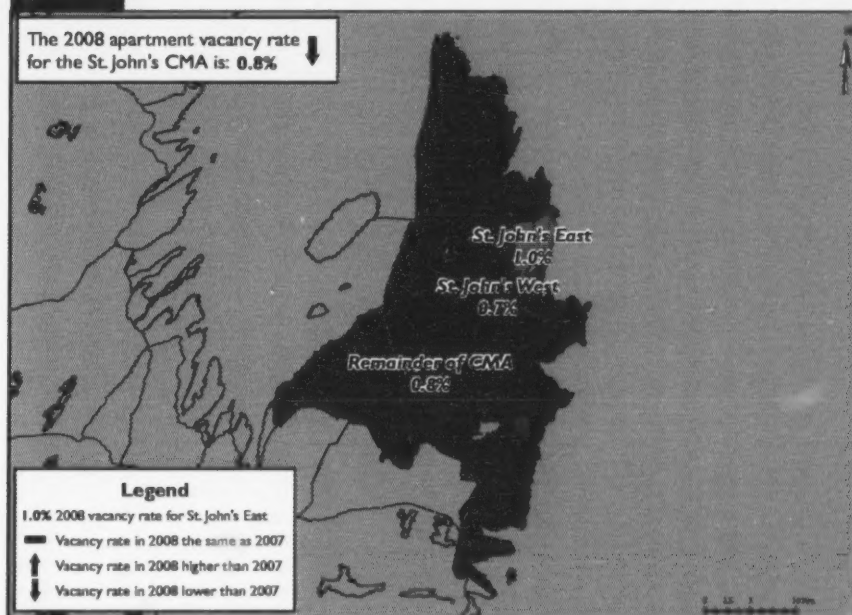 The 2008 apartment vacancy rate
for the St. John's CMA is: 0.8%
St. John's East
1.0%
St. John's West
0.7%
Remainder of CMA
0.8%
Legend
1.0% 2008 vacancy rate for St. John's East
Vacancy rate in 2008 the same as 2007
Vacancy rate in 2008 higher than 2007
Vacancy rate in 2008 lower than 2007